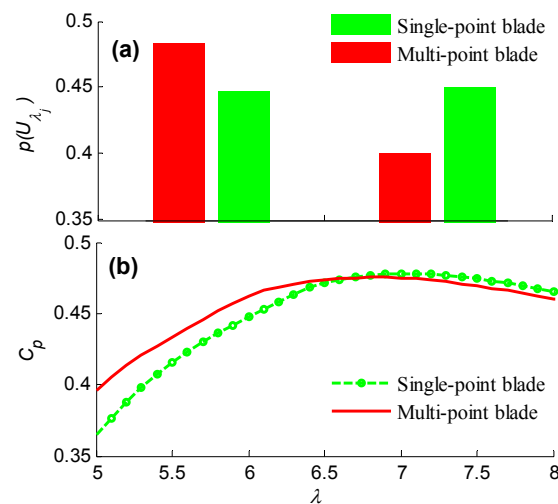 0.5
(a)
Single-point blade
Multi-point blade
0.45
p(U_{λ_j})
0.4
0.35
0.5
(b)
0.45
C_p
0.4
Single-point blade
Multi-point blade
0.35
5 5.5 6 6.5 7 7.5 8
λ